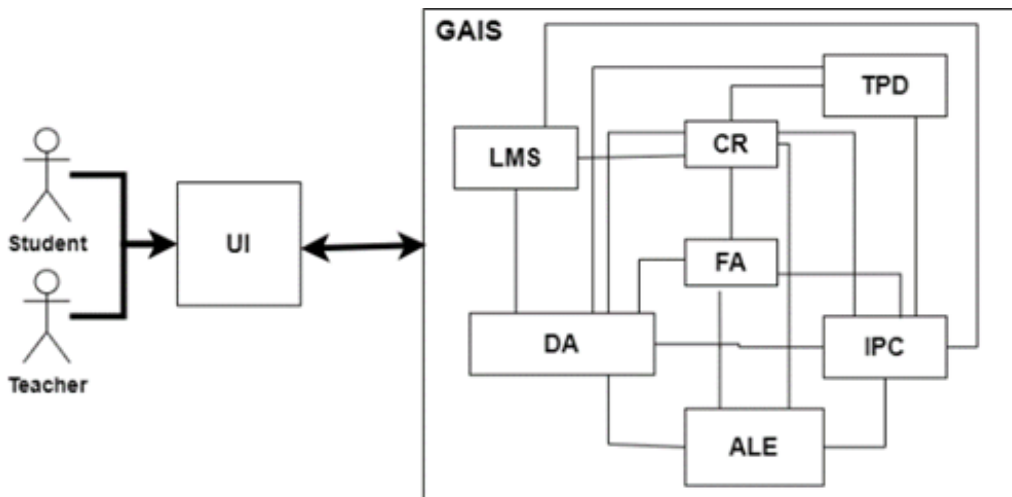 GAIS
TPD
CR
LMS
Student
UI
FA
DA
IPC
Teacher
ALE